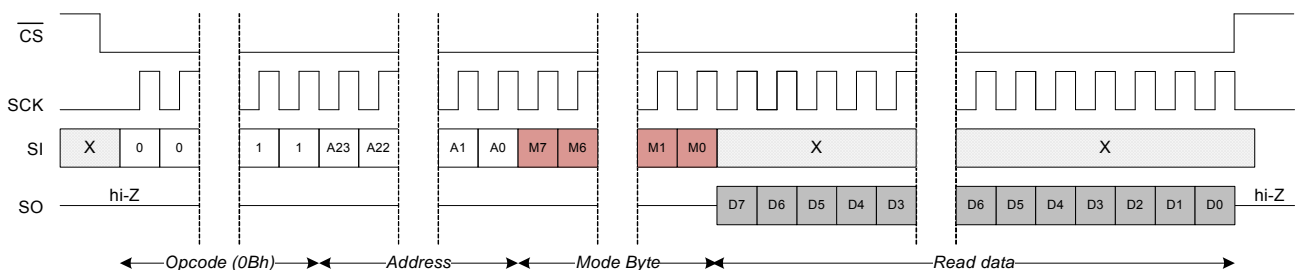 CS
SCK
SI X 0 0 1 1 A23 A22 A1 A0 M7 M6 M1 M0 X X
hi-Z hi-Z
SO D7 D6 D5 D4 D3 D6 D5 D4 D3 D2 D1 D0
Opcode (0Bh) Address Mode Byte Read data